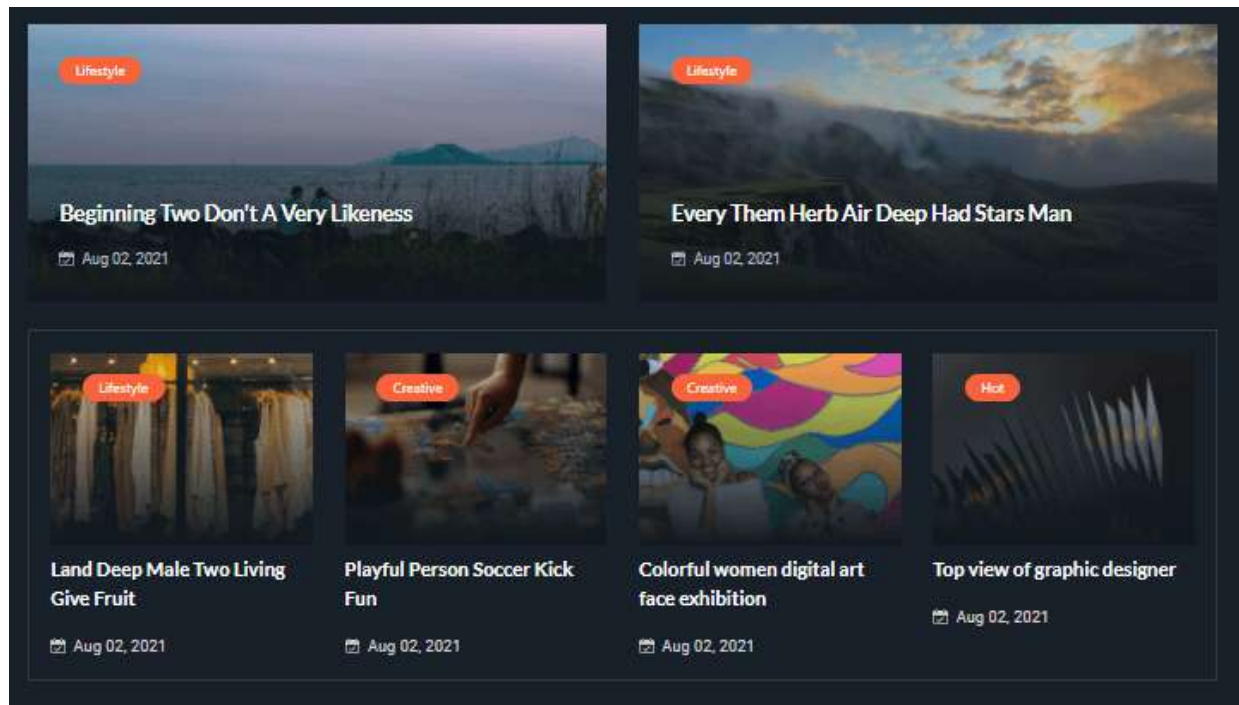 Lifestyle
Beginning Two Don't A Very Likeness
Aug 02, 2021
Lifestyle
Every Them Herb Air Deep Had Stars Man
Aug 02, 2021
Lifestyle
Land Deep Male Two Living
Give Fruit
Aug 02, 2021
Creative
Playful Person Soccer Kick
Fun
Aug 02, 2021
Creative
Colorful women digital art
face exhibition
Aug 02, 2021
Hot
Top view of graphic designer
Aug 02, 2021